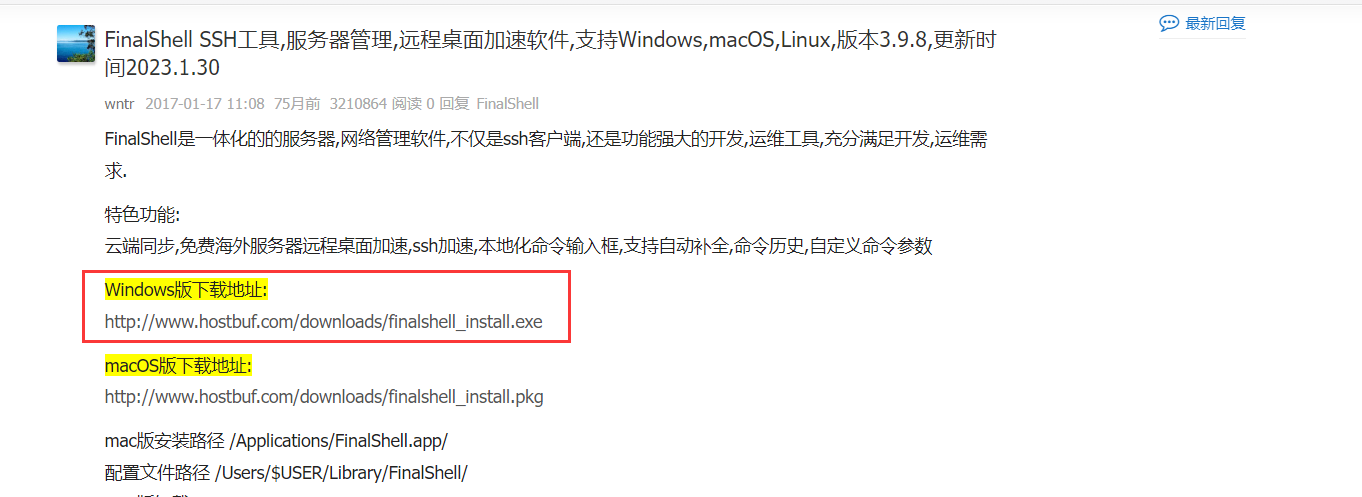 最新回复
FinalShell SSH工具,服务器管理,远程桌面加速软件,支持Windows,macOS,Linux,版本3.9.8,更新时
间2023.1.30
wntr 2017-01-17 11:08 75月前 3210864 阅读 0 回复 FinalShell
FinalShell是一体化的的服务器,网络管理软件,不仅是ssh客户端,还是功能强大的开发,运维工具,充分满足开发,运维需
求.
特色功能:
云端同步,免费海外服务器远程桌面加速,ssh加速,本地化命令输入框,支持自动补全,命令历史,自定义命令参数
Windows版下载地址:
http://www.hostbuf.com/downloads/finalshell_install.exe
macOS版下载地址:
http://www.hostbuf.com/downloads/finalshell_install.pkg
mac版安装路径 /Applications/FinalShell.app/
配置文件路径 /Users/$USER/Library/FinalShell/